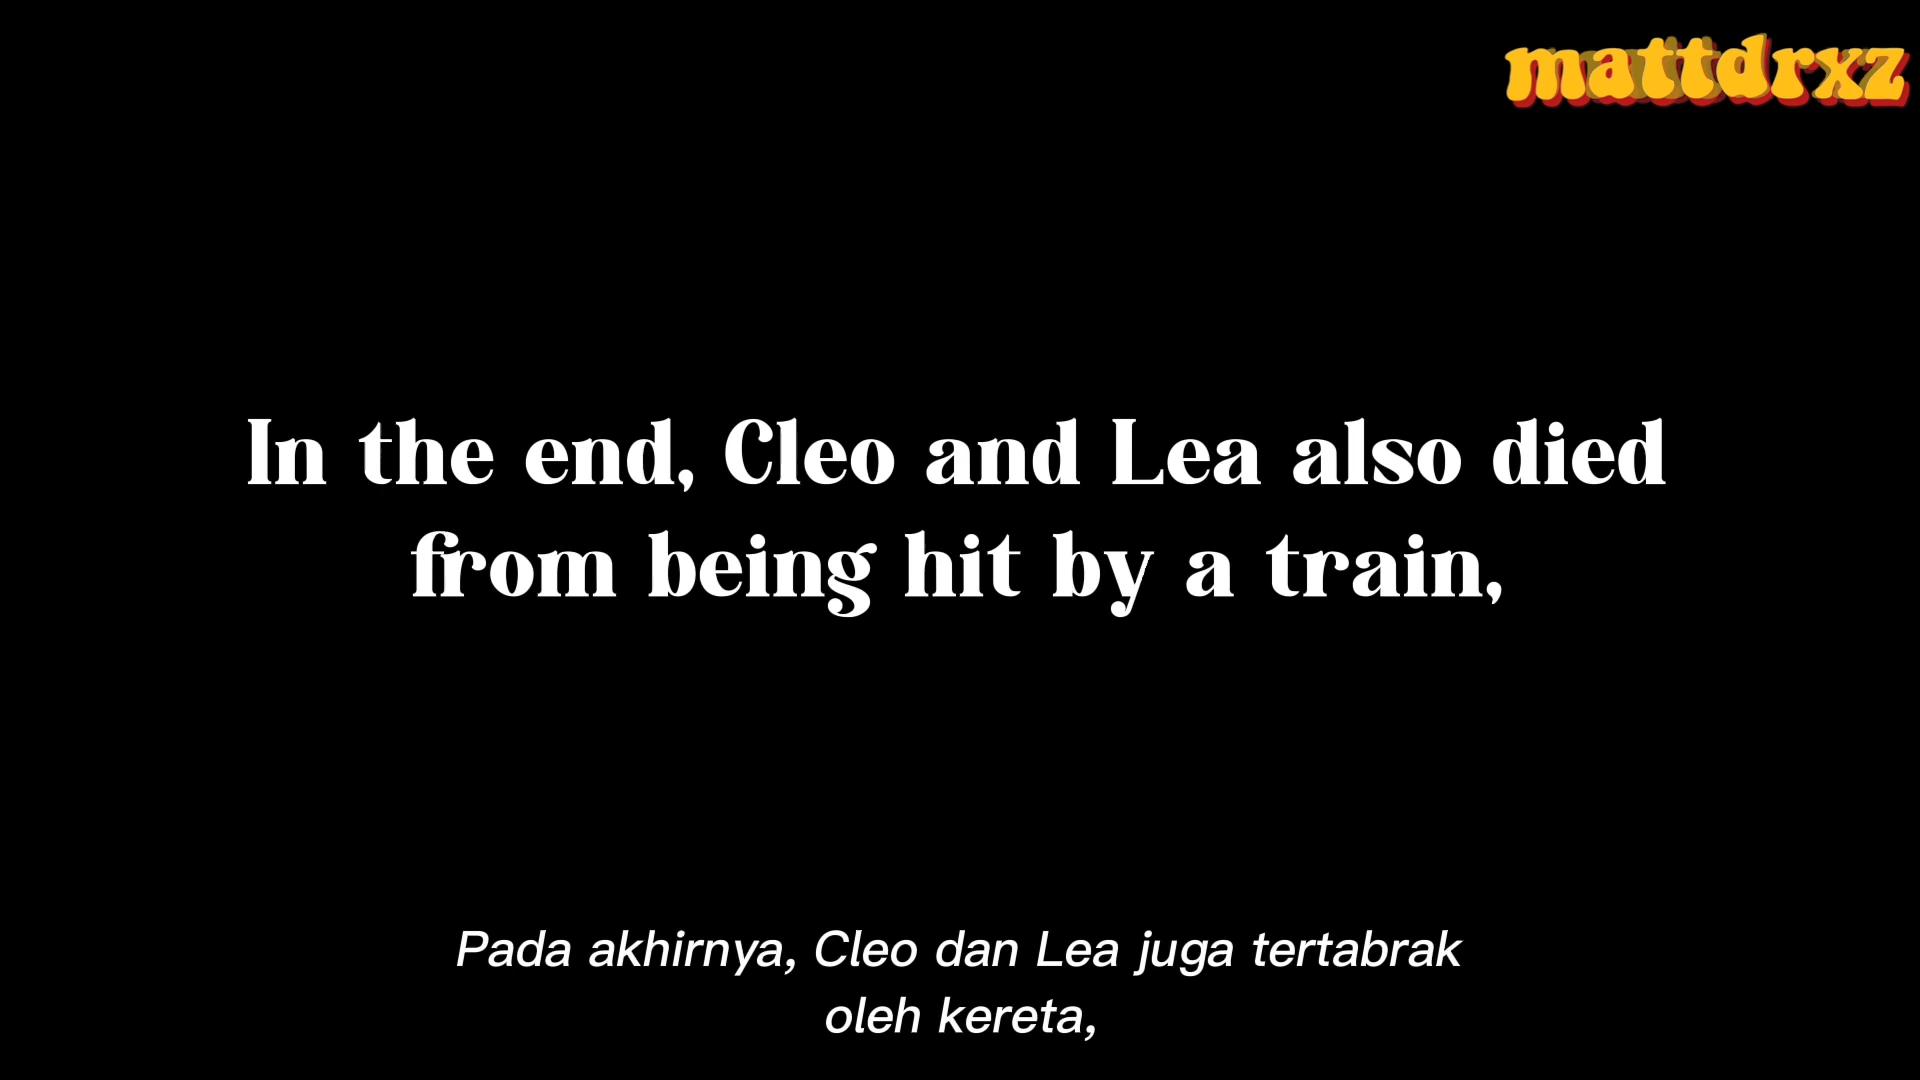 mattdrxz
In the end, Cleo and Lea also died
from being hit by a train,
Pada akhirnya, Cleo dan Lea juga tertabrak
oleh kereta,